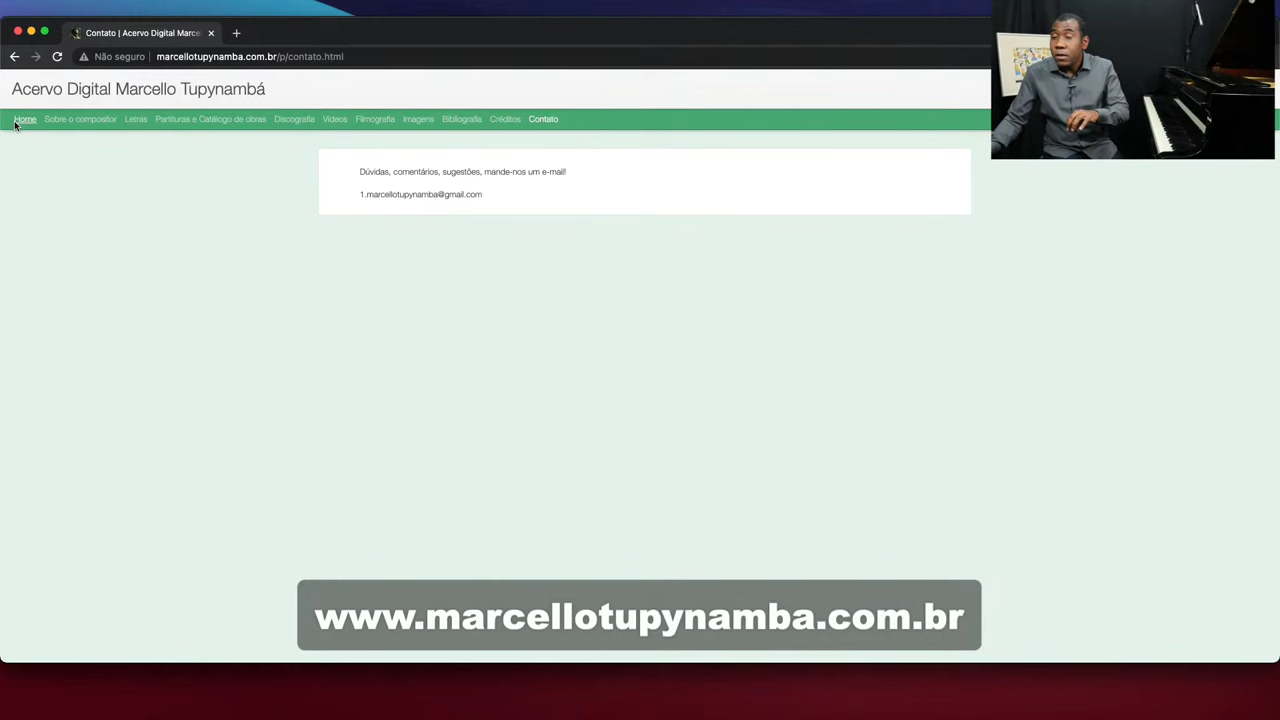 Contato | Acervo Digital Marcel
Não seguro
marcellotupynamba.com.br/p/contato.html
Acervo Digital Marcello Tupynambá
Home Sobre o compositor Letras Partituras e Catálogo de obras Discografia Vídeos Filmografia Imagens Bibliografia Créditos Contato
Dúvidas, comentários, sugestões, mande-nos um e-mail!
1.marcellotupynamba@gmail.com
www.marcellotupynamba.com.br